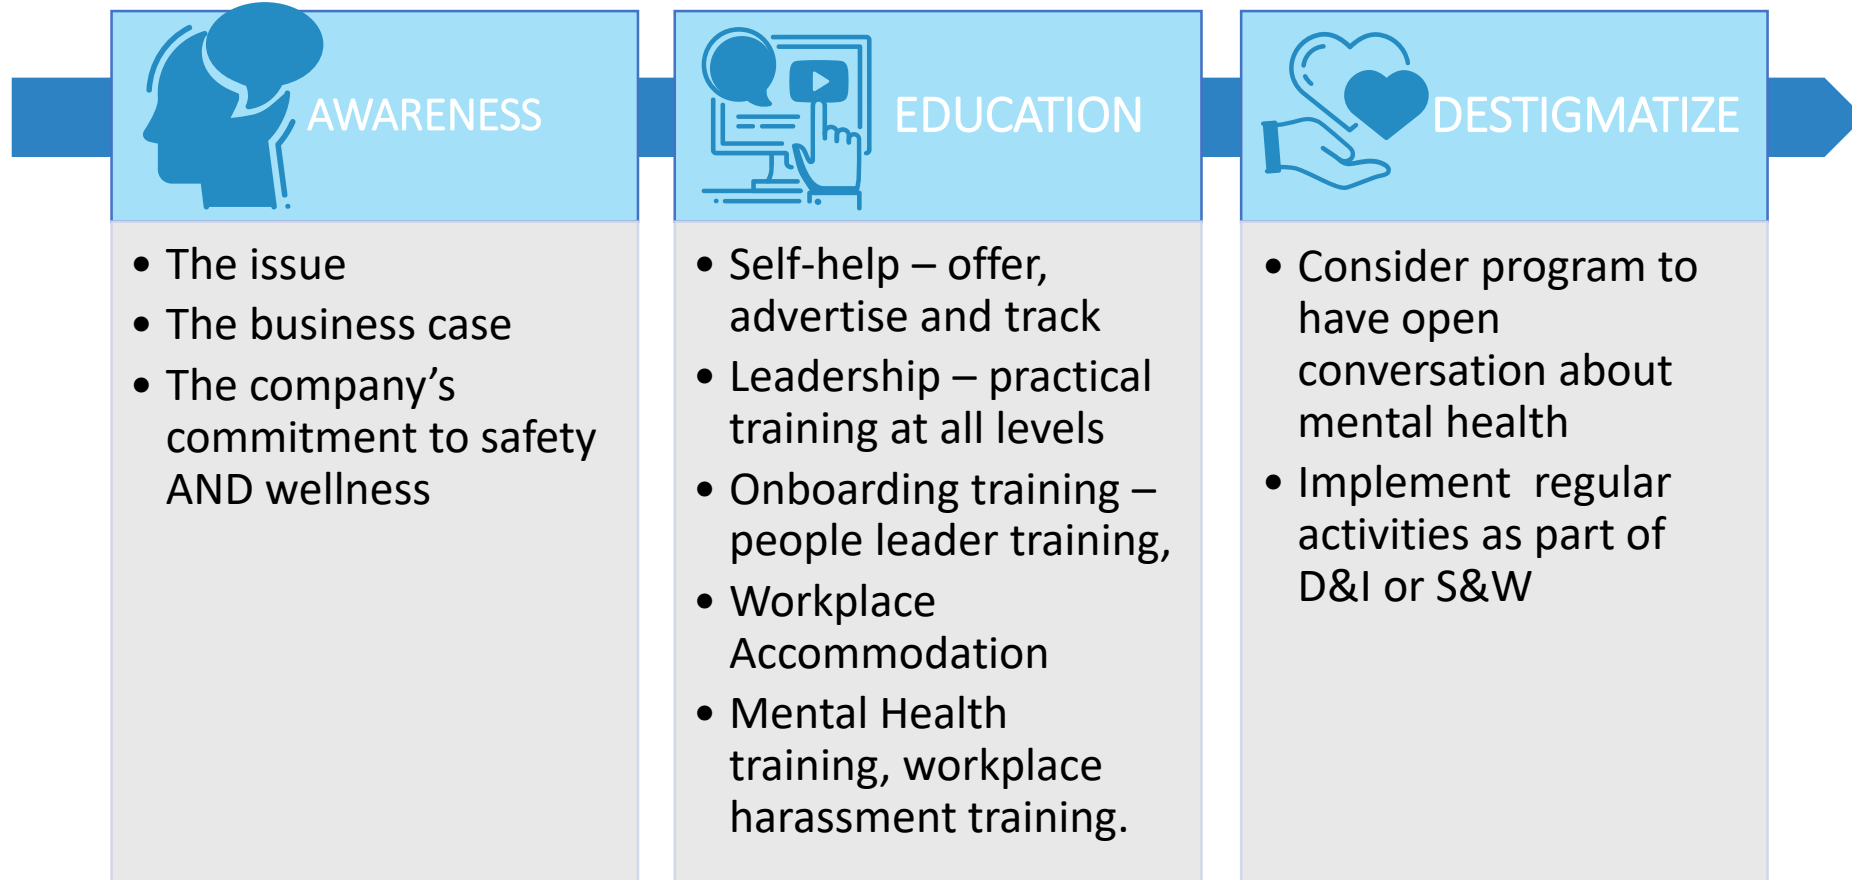 AWARENESS
• The issue
• The business case
• The company’s
commitment to safety
AND wellness
EDUCATION
• Self-help – offer,
advertise and track
• Leadership – practical
training at all levels
• Onboarding training –
people leader training,
• Workplace
Accommodation
• Mental Health
training, workplace
harassment training.
DESTIGMATIZE
• Consider program to
have open
conversation about
mental health
• Implement  regular
activities as part of
D&I or S&W